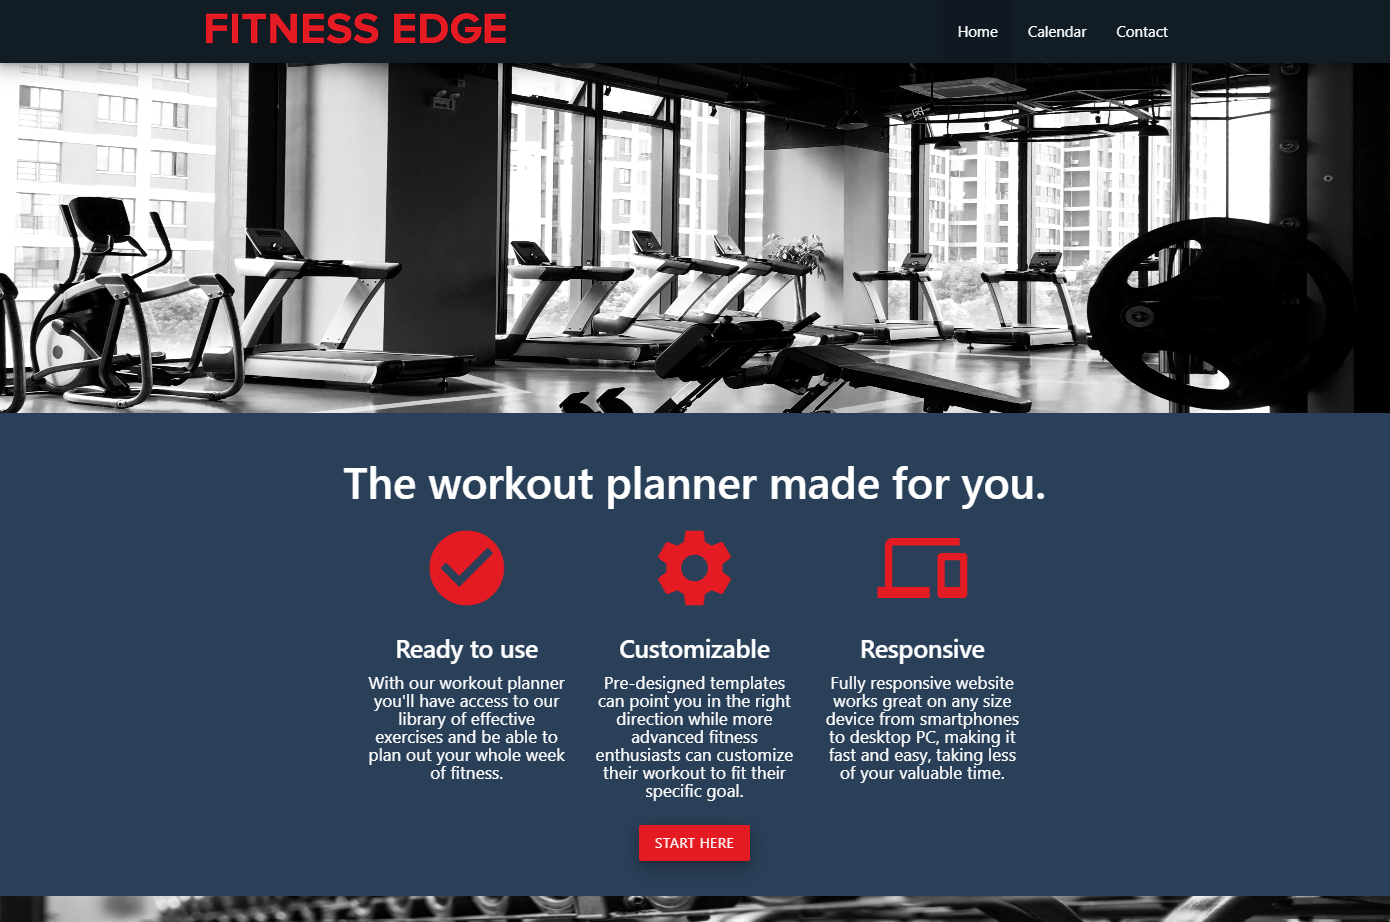 FITNESS EDGE
Home Calendar Contact
The workout planner made for you.
Ready to use
With our workout planner
you'll have access to our
library of effective
exercises and be able to
plan out your whole week
of fitness.
Customizable
Pre-designed templates
can point you in the right
direction while more
advanced fitness
enthusiasts can customize
their workout to fit their
specific goal.
Responsive
Fully responsive website
works great on any size
device from smartphones
to desktop PC, making it
fast and easy, taking less
of your valuable time.
START HERE